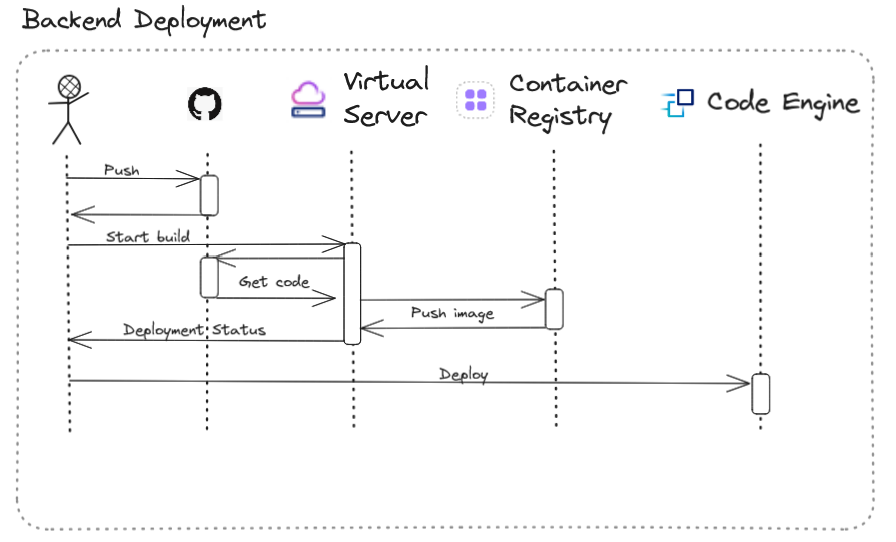 Backend Deployment
Virtual
Server
Container
Registry
Code Engine
Push
Start build
Get code
Push image
Deployment Status
Deploy